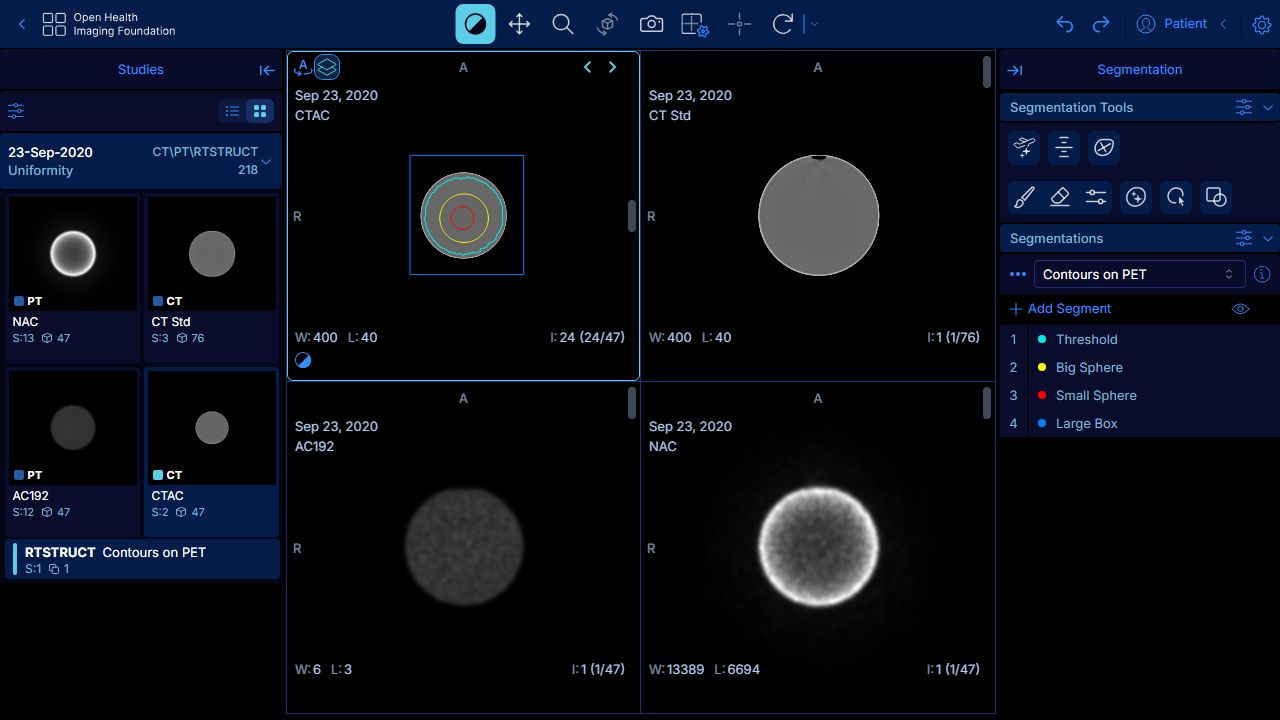 Open Health
Imaging Foundation
Patient
Studies
23-Sep-2020
CT\PT\RTSTRUCT
Uniformity
218
PT
NAC
S:13 47
CT
CT Std
S:3 76
PT
AC192
S:12 47
CT
CTAC
S:2 47
RTSTRUCT Contours on PET
S:1 1
A
A
Sep 23, 2020
CTAC
R
W:400 L:40
I:24 (24/47)
A
Sep 23, 2020
CT Std
R
W:400 L:40
I:1 (1/76)
A
Sep 23, 2020
AC192
R
W:6 L:3
I:1 (1/47)
A
Sep 23, 2020
NAC
R
W:13389 L:6694
I:1 (1/47)
Segmentation
Segmentation Tools
Segmentations
Contours on PET
Add Segment
1 Threshold
2 Big Sphere
3 Small Sphere
4 Large Box